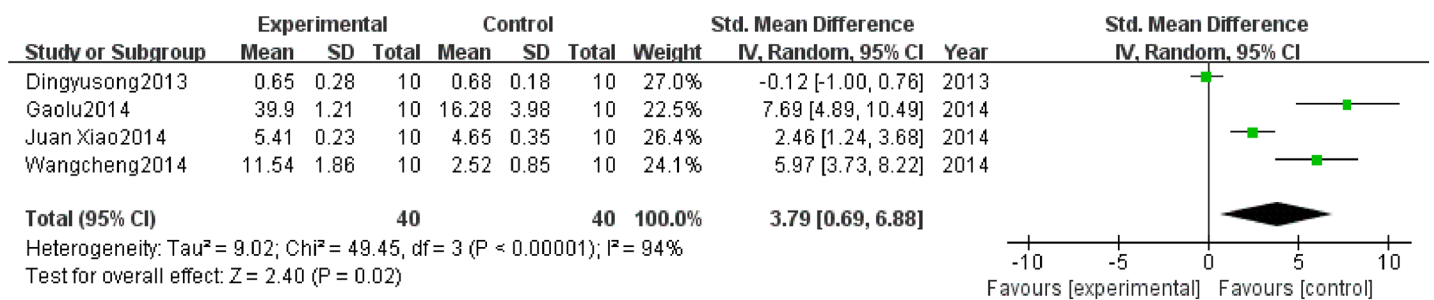 Experimental Control Std. Mean Difference Std. Mean Difference
Study or Subgroup Mean SD Total Mean SD Total Weight IV, Random, 95% CI Year IV, Random, 95% CI
Dingyusong2013 0.65 0.28 10 0.68 0.18 10 27.0% -0.12 [-1.00, 0.76] 2013
Gaolu2014 39.9 1.21 10 16.28 3.98 10 22.5% 7.69 [4.89, 10.49] 2014
Juan Xiao2014 5.41 0.23 10 4.65 0.35 10 26.4% 2.46 [1.24, 3.68] 2014
Wangcheng2014 11.54 1.86 10 2.52 0.85 10 24.1% 5.97 [3.73, 8.22] 2014
Total (95% CI) 40 40 100.0% 3.79 [0.69, 6.88]
Heterogeneity: Tau² = 9.02; Chi² = 49.45, df = 3 (P < 0.00001); I² = 94%
Test for overall effect: Z = 2.40 (P = 0.02)
-10 -5 0 5 10
Favours [experimental] Favours [control]